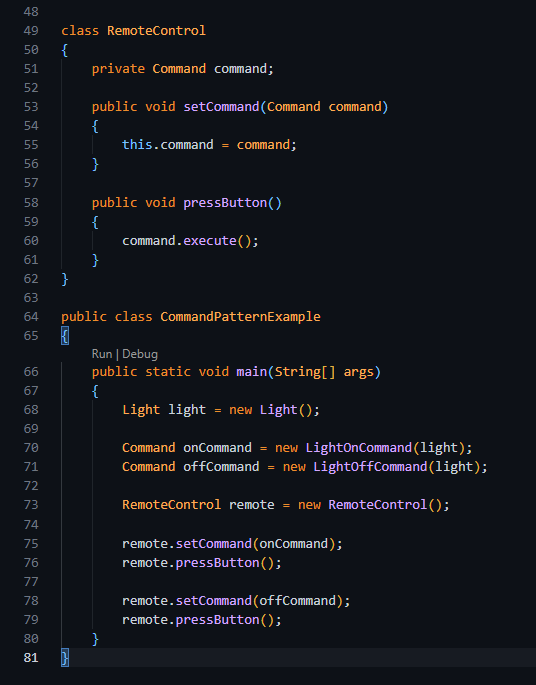 48
49 class RemoteControl
50 {
51     private Command command;
52
53     public void setCommand(Command command)
54     {
55         this.command = command;
56     }
57
58     public void pressButton()
59     {
60         command.execute();
61     }
62 }
63
64 public class CommandPatternExample
65 {
Run | Debug
66     public static void main(String[] args)
67     {
68         Light light = new Light();
69
70         Command onCommand = new LightOnCommand(light);
71         Command offCommand = new LightOffCommand(light);
72
73         RemoteControl remote = new RemoteControl();
74
75         remote.setCommand(onCommand);
76         remote.pressButton();
77
78         remote.setCommand(offCommand);
79         remote.pressButton();
80     }
81 }